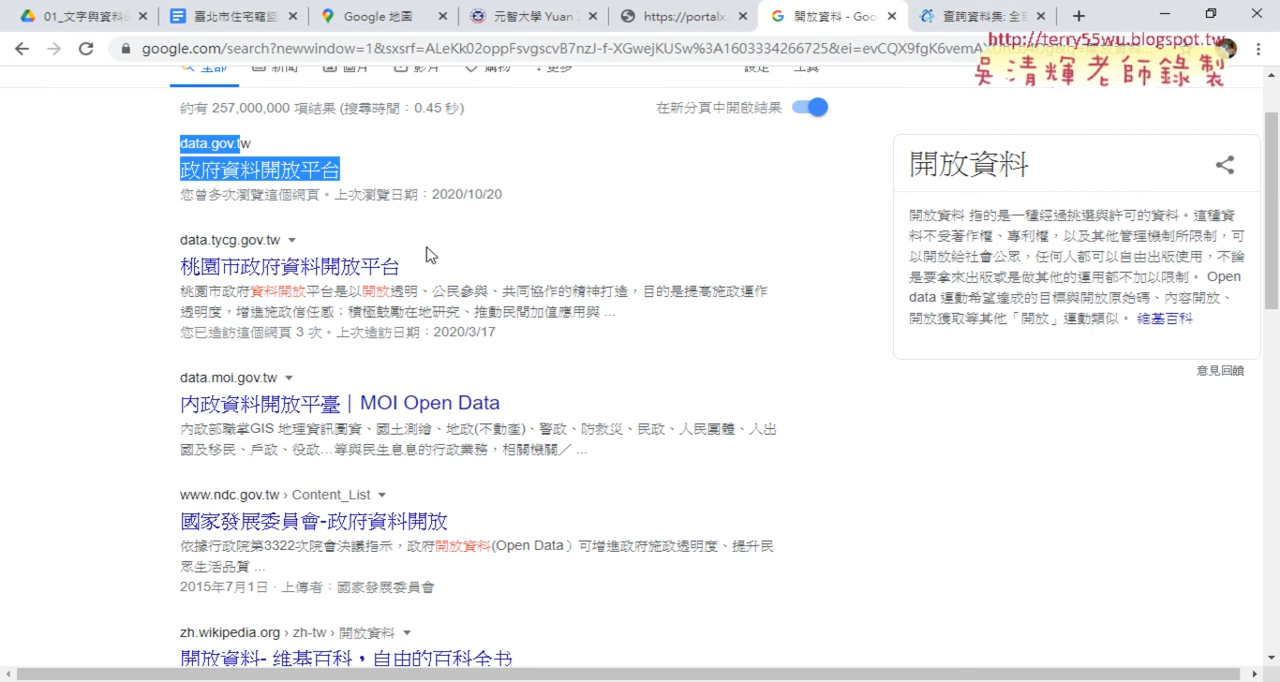 01_文字與資料
臺北市住宅竊盜
Google 地圖
元智大學 Yuan
https://portalx.
開放資料 - Goo
查詢資料集: 全
google.com/search?newwindow=1&sxsrf=ALeKk02oppFsvgscvB7nzJ-f-XGwejKUSw%3A1603334266725&ei=evCQX9fgK6vemA
http://terry55wu.blogspot.tw
吳清輝老師錄製
全部
新聞
圖片
影片
購物
更多
設定
工具
約有 257,000,000 項結果 (搜尋時間：0.45 秒)
在新分頁中開啟結果
data.gov.tw
政府資料開放平台
您曾多次瀏覽這個網頁。上次瀏覽日期：2020/10/20
data.tycg.gov.tw
桃園市政府資料開放平台
桃園市政府資料開放平台是以開放透明、公民參與、共同協作的精神打造，目的是提高施政運作
透明度，增進施政信任感；積極鼓勵在地研究、推動民間加值應用與 ...
您已造訪這個網頁 3 次。上次造訪日期：2020/3/17
data.moi.gov.tw
內政資料開放平臺｜MOI Open Data
內政部職掌GIS 地理資訊圖資、國土測繪、地政(不動產)、警政、防救災、民政、人民團體、入出
國及移民、戶政、役政…等與民生息息的行政業務，相關機關／ ...
www.ndc.gov.tw › Content_List
國家發展委員會-政府資料開放
依據行政院第3322次院會決議指示，政府開放資料(Open Data）可增進政府施政透明度、提升民
眾生活品質 ...
2015年7月1日 · 上傳者：國家發展委員會
zh.wikipedia.org › zh-tw › 開放資料
開放資料- 维基百科，自由的百科全书
開放資料
開放資料 指的是一種經過挑選與許可的資料。這種資
料不受著作權、專利權，以及其他管理機制所限制，可
以開放給社會公眾，任何人都可以自由出版使用，不論
是要拿來出版或是做其他的運用都不加以限制。 Open
data 運動希望達成的目標與開放原始碼、內容開放、
開放獲取等其他「開放」運動類似。 維基百科
意見回饋